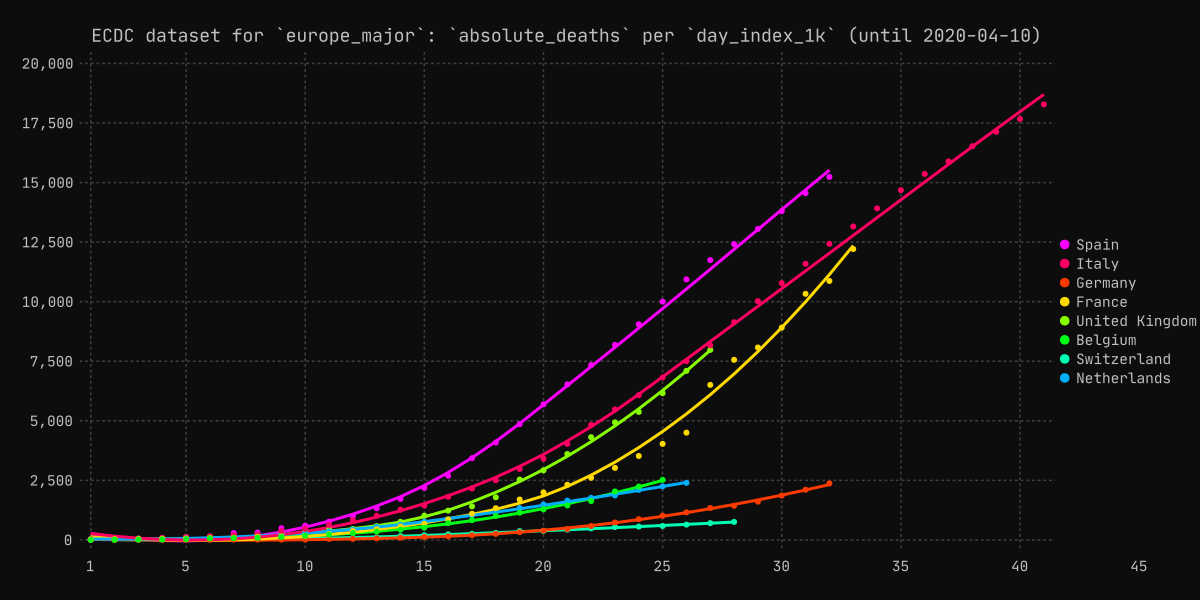 ECDC dataset for `europe_major`: `absolute_deaths` per `day_index_1k` (until 2020-04-10)
20,000
17,500
15,000
12,500
10,000
7,500
5,000
2,500
0
1 5 10 15 20 25 30 35 40 45
Spain
Italy
Germany
France
United Kingdom
Belgium
Switzerland
Netherlands